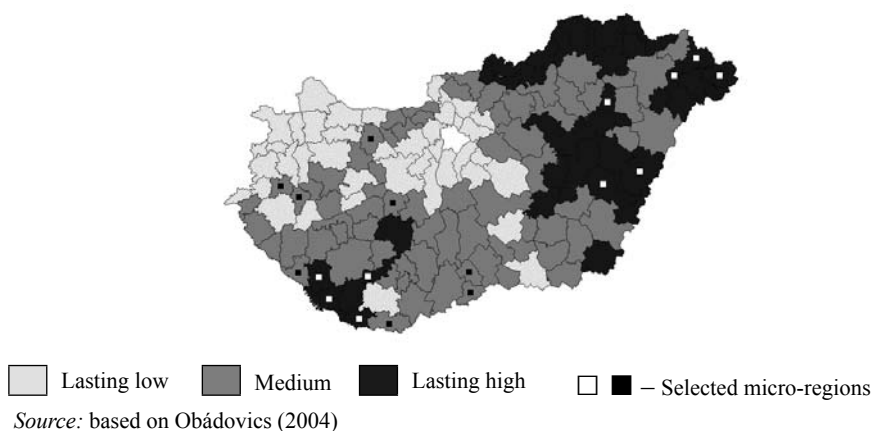 Lasting low Medium Lasting high – Selected micro-regions
Source: based on Obádovics (2004)